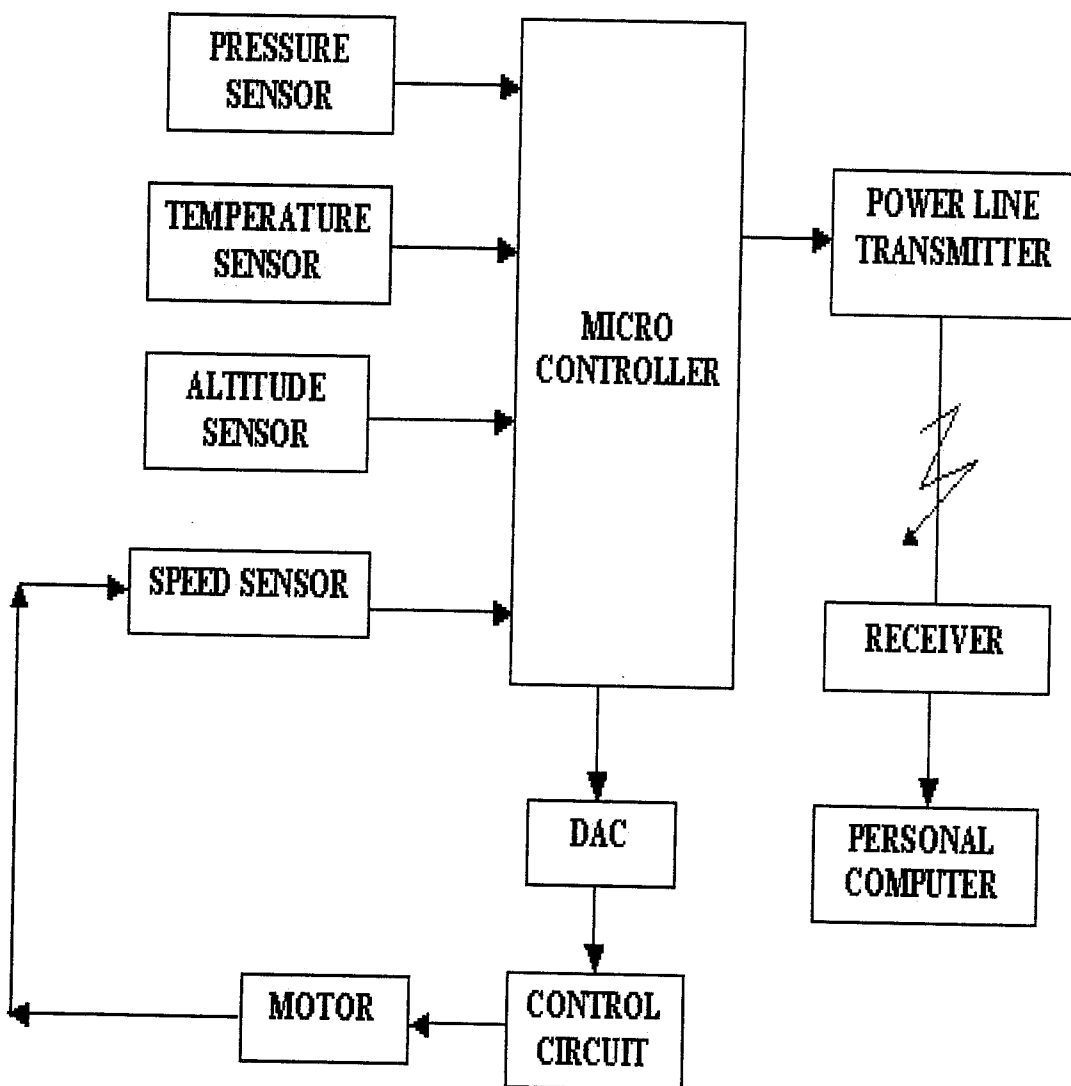 PRESSURE
SENSOR
TEMPERATURE
SENSOR
ALTITUDE
SENSOR
SPEED SENSOR
MICRO
CONTROLLER
POWER LINE
TRANSMITTER
RECEIVER
PERSONAL
COMPUTER
DAC
CONTROL
CIRCUIT
MOTOR